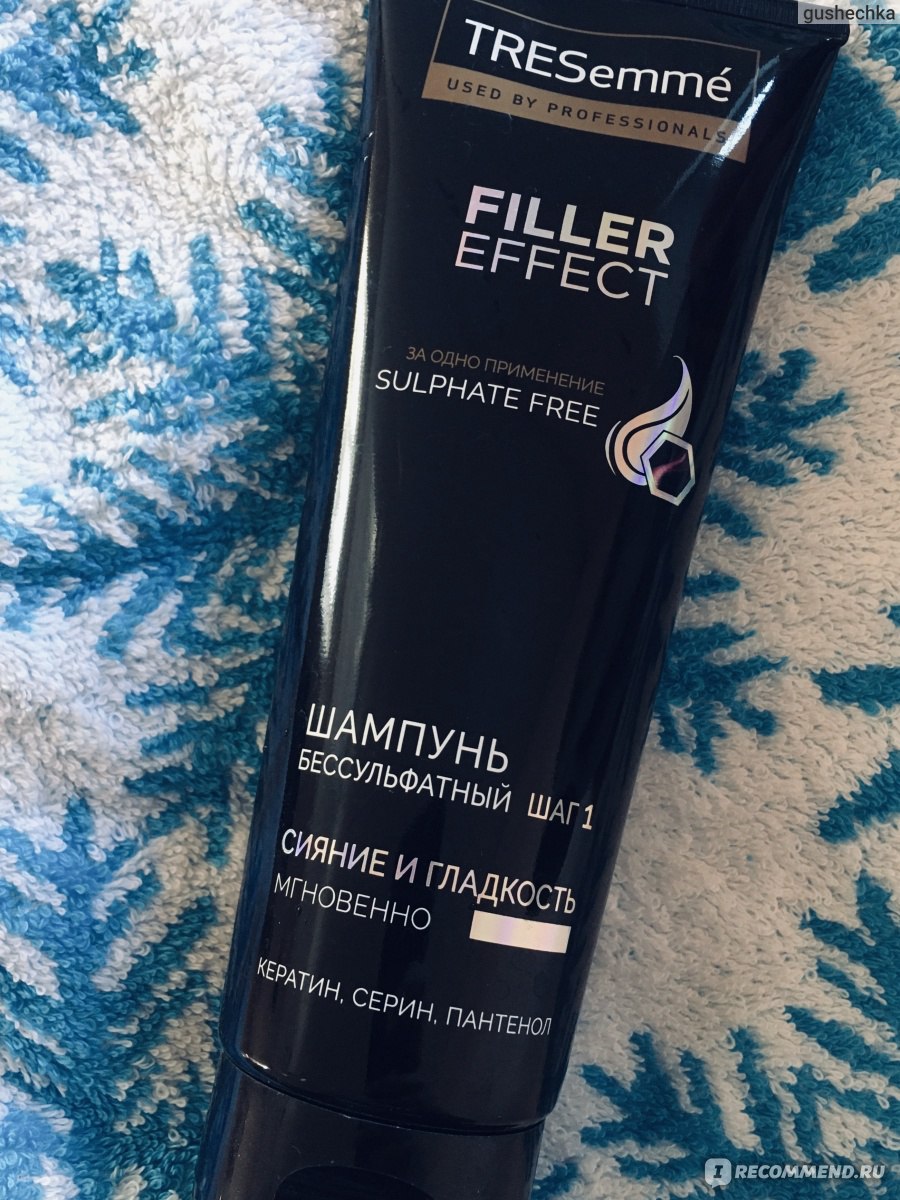 gushechka
TRESemmé
USED BY PROFESSIONALS
FILLER
EFFECT
ЗА ОДНО ПРИМЕНЕНИЕ
SULPHATE FREE
ШАМПУНЬ
БЕССУЛЬФАТНЫЙ ШАГ 1
СИЯНИЕ И ГЛАДКОСТЬ
МГНОВЕННО
КЕРАТИН, СЕРИН, ПАНТЕНОЛ
IRECOMMEND.RU